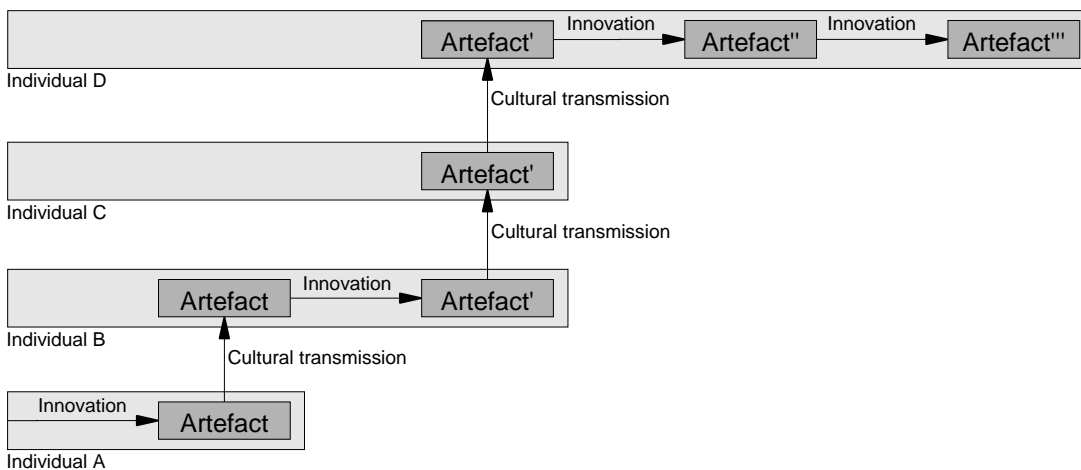 Innovation
Innovation
Artefact'
Artefact''
Artefact'''
Individual D
Cultural transmission
Artefact'
Individual C
Cultural transmission
Innovation
Artefact
Artefact'
Individual B
Cultural transmission
Innovation
Artefact
Individual A